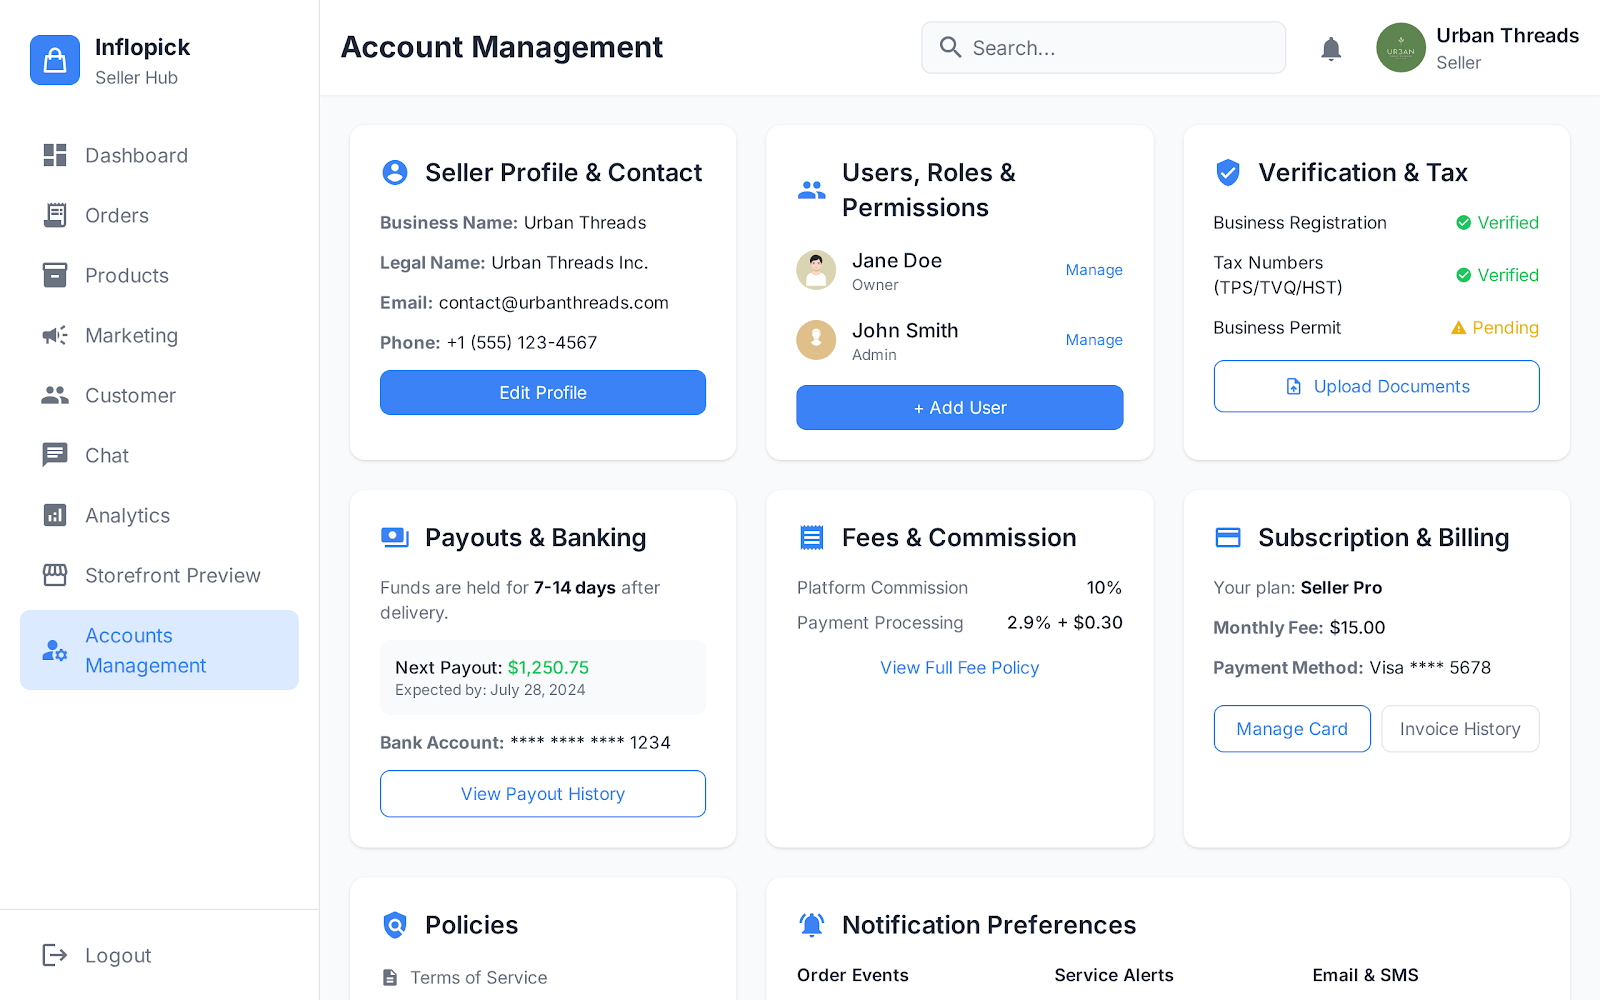 Inflopick
Seller Hub
Dashboard
Orders
Products
Marketing
Customer
Chat
Analytics
Storefront Preview
Accounts
Management
Logout
Account Management
Search...
URBAN
Urban Threads
Seller
Seller Profile & Contact
Business Name: Urban Threads
Legal Name: Urban Threads Inc.
Email: contact@urbanthreads.com
Phone: +1 (555) 123-4567
Edit Profile
Users, Roles &
Permissions
Jane Doe
Owner
Manage
John Smith
Admin
Manage
+ Add User
Verification & Tax
Business Registration
Verified
Tax Numbers
(TPS/TVQ/HST)
Verified
Business Permit
Pending
Upload Documents
Payouts & Banking
Funds are held for 7-14 days after
delivery.
Next Payout: $1,250.75
Expected by: July 28, 2024
Bank Account: **** **** **** 1234
View Payout History
Fees & Commission
Platform Commission 10%
Payment Processing 2.9% + $0.30
View Full Fee Policy
Subscription & Billing
Your plan: Seller Pro
Monthly Fee: $15.00
Payment Method: Visa **** 5678
Manage Card
Invoice History
Policies
Terms of Service
Notification Preferences
Order Events
Service Alerts
Email & SMS